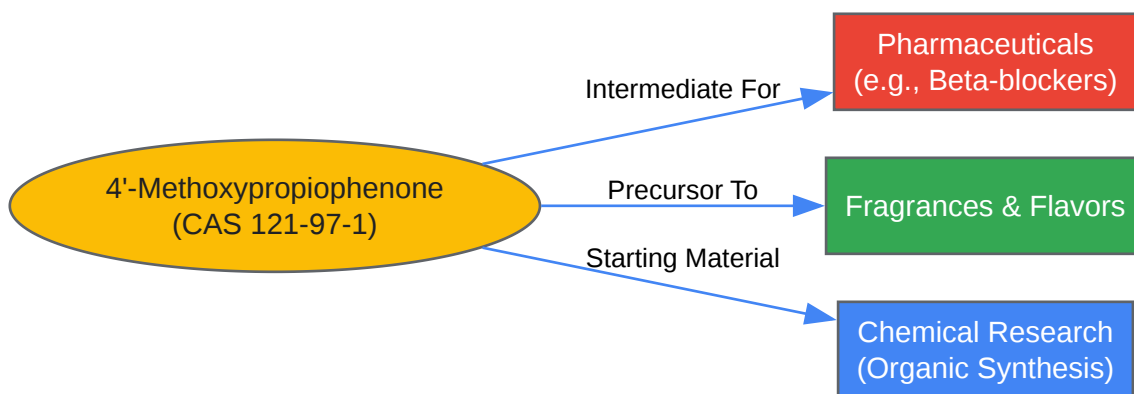 Pharmaceuticals
(e.g., Beta-blockers)
Intermediate For
4'-Methoxypropiophenone
(CAS 121-97-1)
Precursor To
Fragrances & Flavors
Starting Material
Chemical Research
(Organic Synthesis)